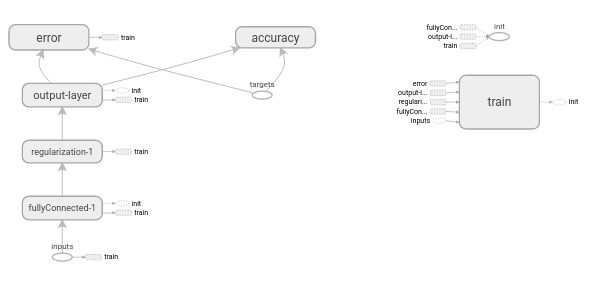 error
train
accuracy
targets
output-layer
init
train
regularization-1
train
fullyConnected-1
init
train
inputs
train
fullyCon...
output-l...
train
init
error
output-l...
regulari...
fullyCon...
inputs
train
init